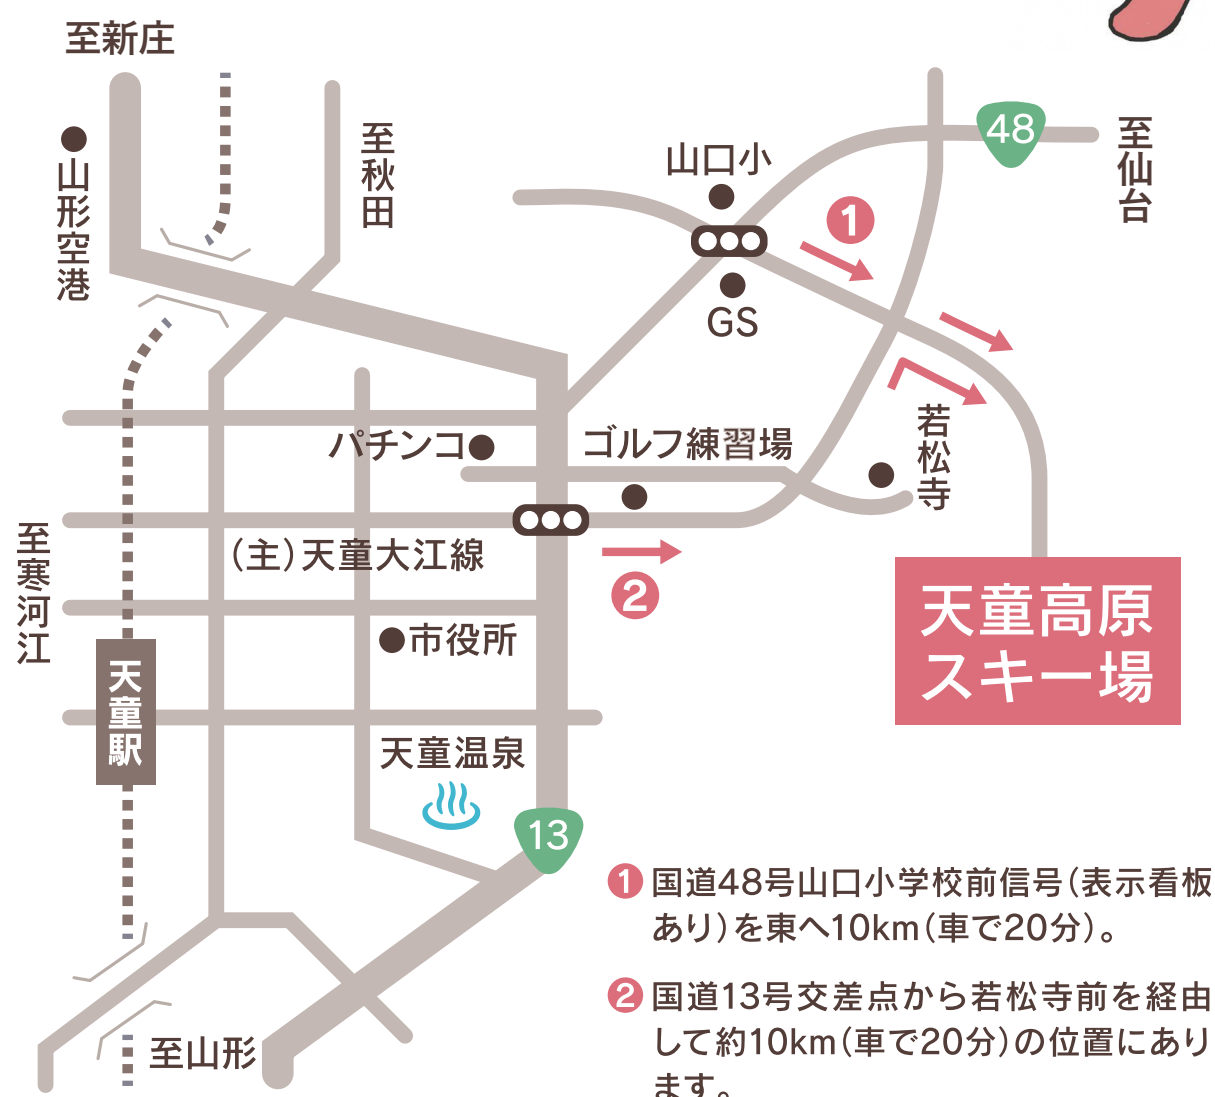 至新庄
山形空港
至秋田
山口小
48
至仙台
1
GS
若松寺
パチンコ
ゴルフ練習場
(主)天童大江線
2
至寒河江
市役所
天童高原
スキー場
天童駅
天童温泉
13
至山形
1 国道48号山口小学校前信号(表示看板
あり)を東へ10km(車で20分)。
2 国道13号交差点から若松寺前を経由
して約10km(車で20分)の位置にあり
ます。